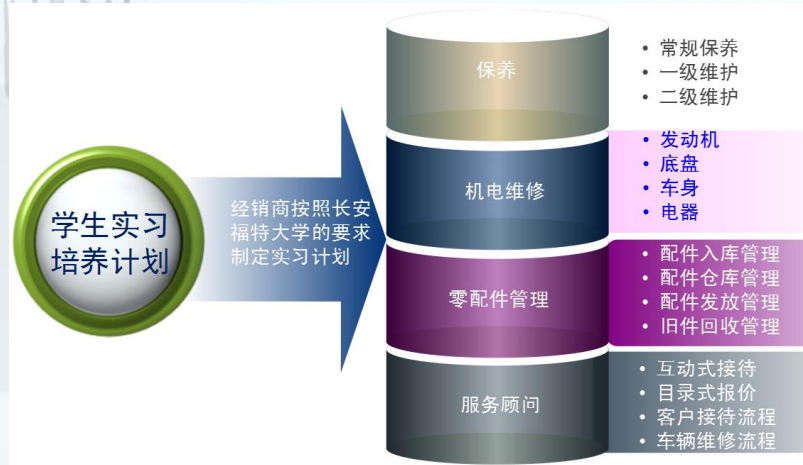 学生实习
培养计划
经销商按照长安
福特大学的要求
制定实习计划
保养
• 常规保养
• 一级维护
• 二级维护
机电维修
• 发动机
• 底盘
• 车身
• 电器
零配件管理
• 配件入库管理
• 配件仓库管理
• 配件发放管理
• 旧件回收管理
服务顾问
• 互动式接待
• 目录式报价
• 客户接待流程
• 车辆维修流程